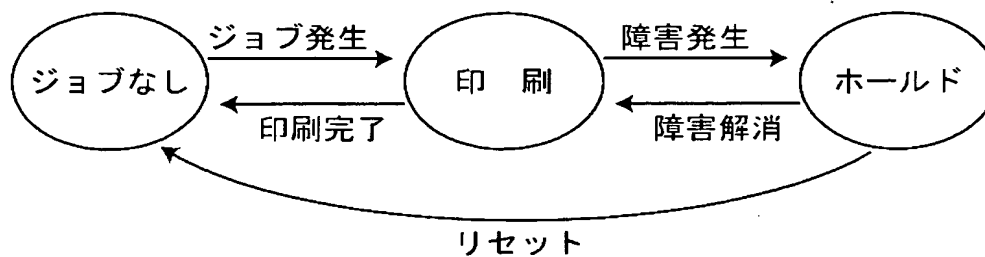 ジョブ発生
障害発生
ジョブなし
印 刷
ホールド
印刷完了
障害解消
リセット